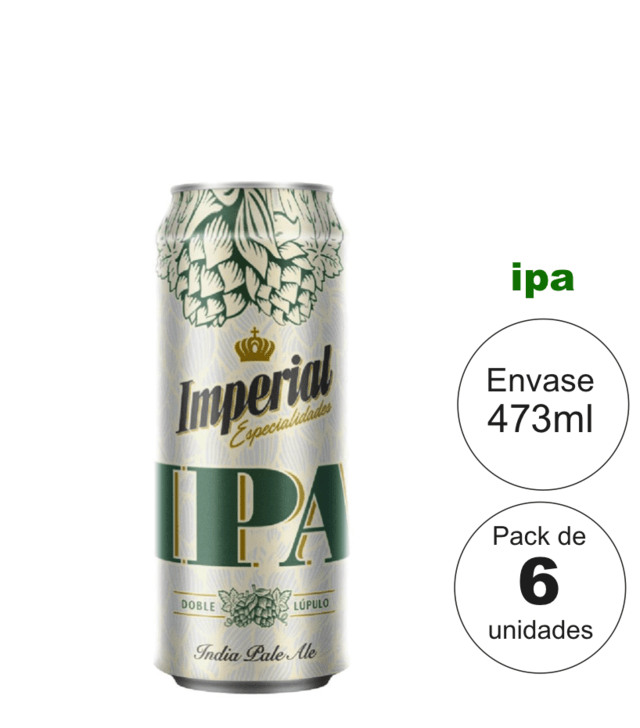 Imperial
Especialidades
IPA
DOBLE LÚPULO
India Pale Ale
ipa
Envase
473ml
Pack de
6
unidades